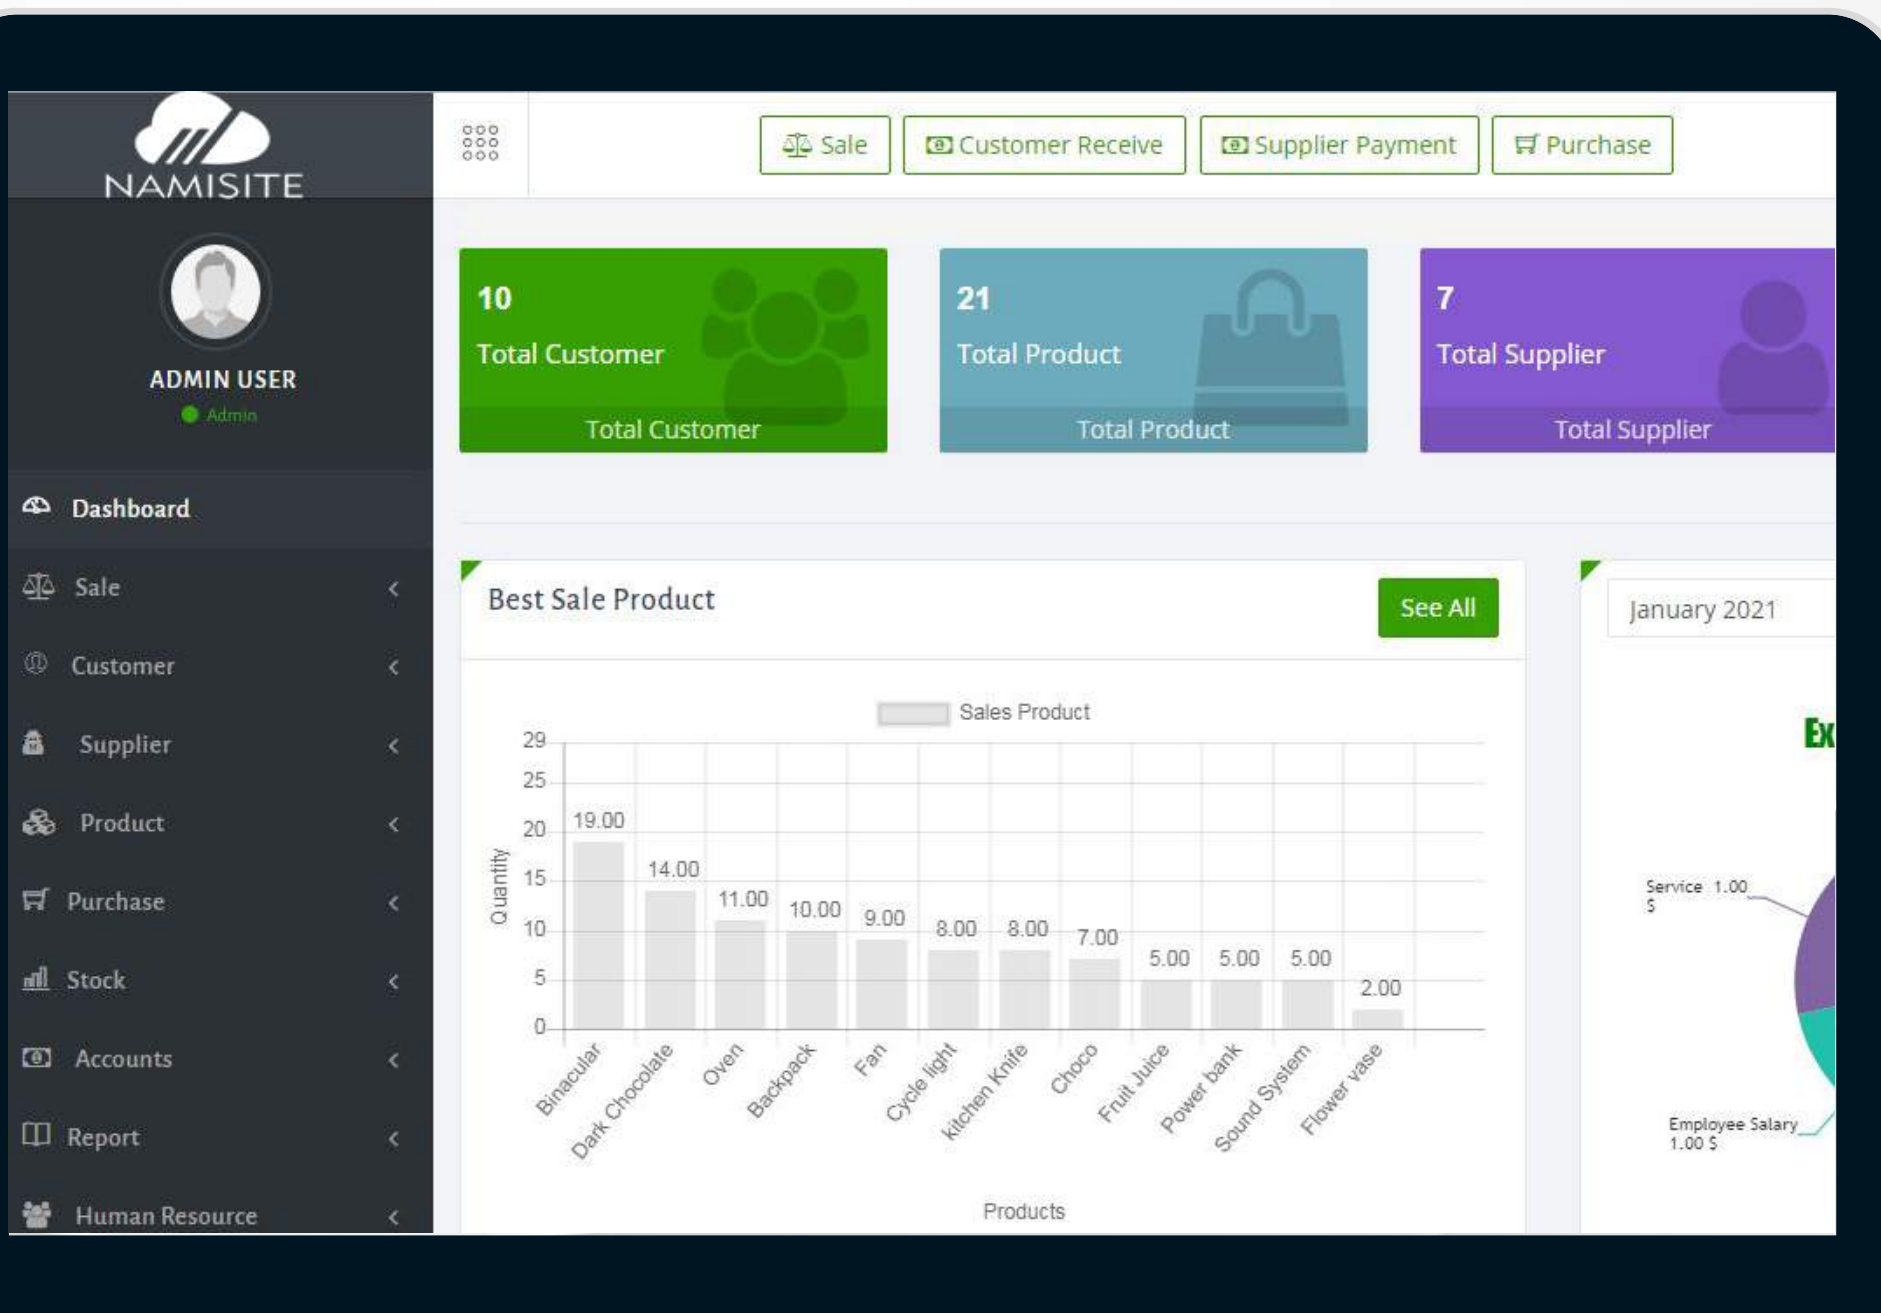 NAMISITE
ADMIN USER
Admin
Dashboard
Sale
Customer
Supplier
Product
Purchase
Stock
Accounts
Report
Human Resource
Sale Customer Receive Supplier Payment Purchase
10
Total Customer
Total Customer
21
Total Product
Total Product
7
Total Supplier
Total Supplier
Best Sale Product
See All
Sales Product
29
25
20
15
10
5
0
Quantity
19.00
14.00
11.00
10.00
9.00
8.00
8.00
7.00
5.00
5.00
5.00
2.00
Binacular
Dark Chocolate
Oven
Backpack
Fan
Cycle light
kitchen Knife
Choco
Fruit Juice
Power bank
Sound System
Flower vase
Products
January 2021
Ex
Service 1.00
$
Employee Salary
1.00 $